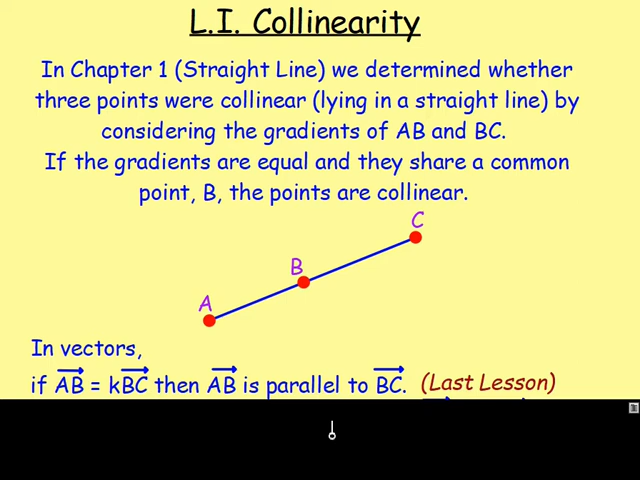 L.I. Collinearity
In Chapter 1 (Straight Line) we determined whether
three points were collinear (lying in a straight line) by
considering the gradients of AB and BC.
If the gradients are equal and they share a common
point, B, the points are collinear.
C
B
A
In vectors,
if AB = kBC then AB is parallel to BC. (Last Lesson)